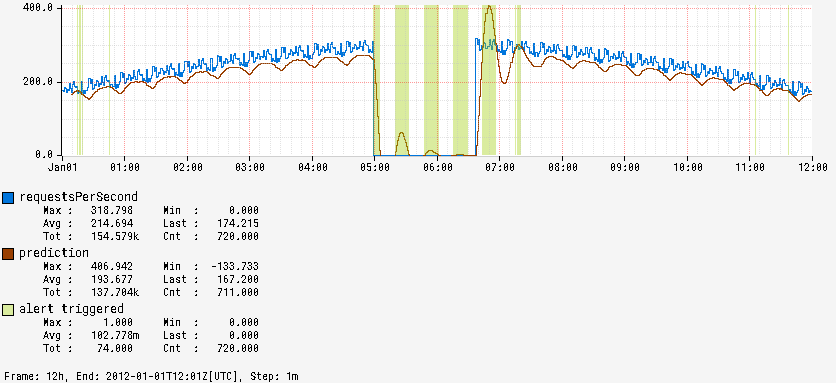 400.0
200.0
0.0
Jan01 01:00 02:00 03:00 04:00 05:00 06:00 07:00 08:00 09:00 10:00 11:00 12:00
requestsPerSecond
Max : 318.798 Min : 0.000
Avg : 214.694 Last : 174.215
Tot : 154.579k Cnt : 720.000
prediction
Max : 406.942 Min : -133.733
Avg : 193.677 Last : 167.200
Tot : 137.704k Cnt : 711.000
alert triggered
Max : 1.000 Min : 0.000
Avg : 102.778m Last : 0.000
Tot : 74.000 Cnt : 720.000
Frame: 12h, End: 2012-01-01T12:01Z[UTC], Step: 1m